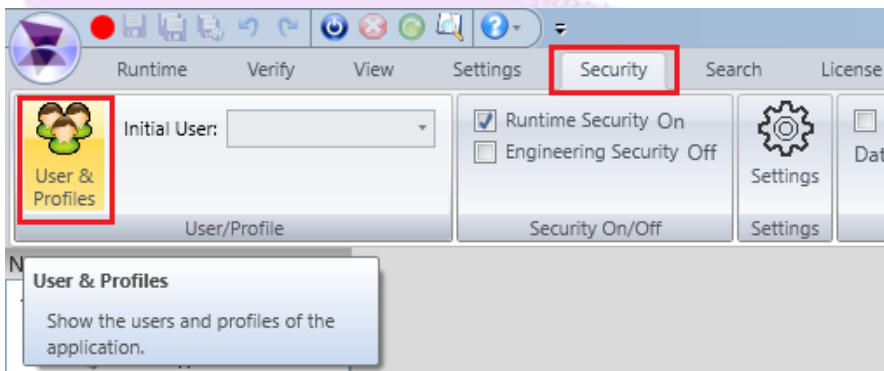 Runtime Verify View Settings Security Search License
Initial User:
Runtime Security On
Engineering Security Off
Dat
User &
Profiles
Settings
User/Profile Security On/Off Settings
N
User & Profiles
Show the users and profiles of the
application.